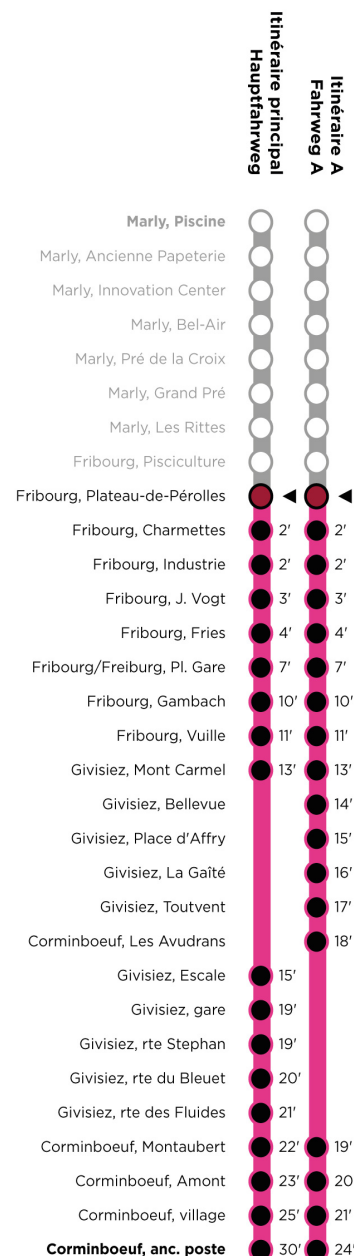 Itinéraire principal
Hauptfahrweg
Itinéraire A
Fahrweg A
Marly, Piscine
Marly, Ancienne Papeterie
Marly, Innovation Center
Marly, Bel-Air
Marly, Pré de la Croix
Marly, Grand Pré
Marly, Les Rittes
Fribourg, Pisciculture
Fribourg, Plateau-de-Pérolles
Fribourg, Charmettes 2' 2'
Fribourg, Industrie 2' 2'
Fribourg, J. Vogt 3' 3'
Fribourg, Fries 4' 4'
Fribourg/Freiburg, Pl. Gare 7' 7'
Fribourg, Gambach 10' 10'
Fribourg, Vuille 11' 11'
Givisiez, Mont Carmel 13' 13'
Givisiez, Bellevue 14'
Givisiez, Place d'Affry 15'
Givisiez, La Gaîté 16'
Givisiez, Toutvent 17'
Corminboeuf, Les Avudrans 18'
Givisiez, Escale 15'
Givisiez, gare 19'
Givisiez, rte Stephan 19'
Givisiez, rte du Bleuet 20'
Givisiez, rte des Fluides 21'
Corminboeuf, Montaubert 22' 19'
Corminboeuf, Amont 23' 20
Corminboeuf, village 25' 21'
Corminboeuf, anc. poste 30' 24'